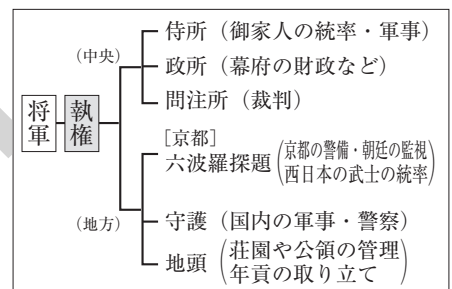 将軍
執権
(中央)
侍所(御家人の統率・軍事)
政所(幕府の財政など)
問注所(裁判)
[京都]
六波羅探題(京都の警備・朝廷の監視
西日本の武士の統率)
(地方)
守護(国内の軍事・警察)
地頭(荘園や公領の管理
年貢の取り立て)